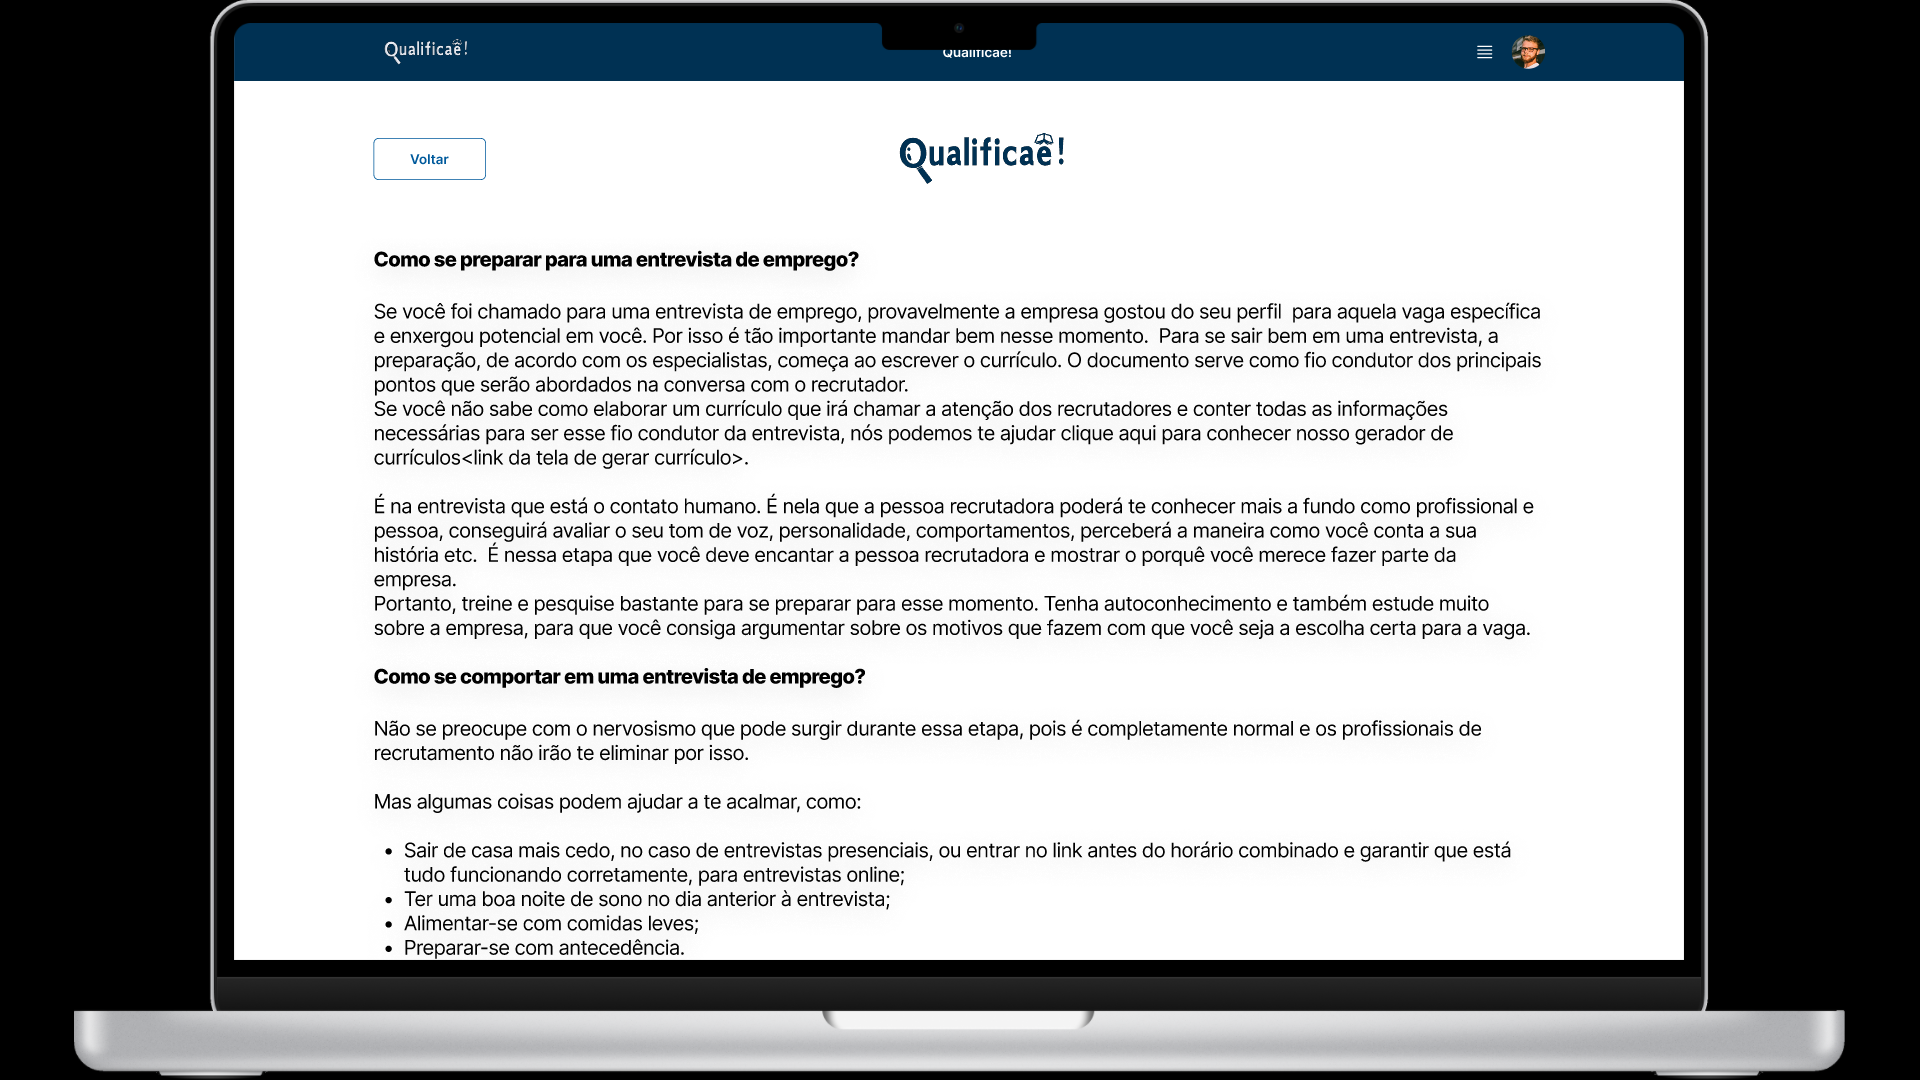 Qualificaê!
Qualificaê!
Voltar
Qualificaê!
Como se preparar para uma entrevista de emprego?
Se você foi chamado para uma entrevista de emprego, provavelmente a empresa gostou do seu perfil  para aquela vaga específica
e enxergou potencial em você. Por isso é tão importante mandar bem nesse momento.  Para se sair bem em uma entrevista, a
preparação, de acordo com os especialistas, começa ao escrever o currículo. O documento serve como fio condutor dos principais
pontos que serão abordados na conversa com o recrutador.
Se você não sabe como elaborar um currículo que irá chamar a atenção dos recrutadores e conter todas as informações
necessárias para ser esse fio condutor da entrevista, nós podemos te ajudar clique aqui para conhecer nosso gerador de
currículos<link da tela de gerar currículo>.
É na entrevista que está o contato humano. É nela que a pessoa recrutadora poderá te conhecer mais a fundo como profissional e
pessoa, conseguirá avaliar o seu tom de voz, personalidade, comportamentos, perceberá a maneira como você conta a sua
história etc.  É nessa etapa que você deve encantar a pessoa recrutadora e mostrar o porquê você merece fazer parte da
empresa.
Portanto, treine e pesquise bastante para se preparar para esse momento. Tenha autoconhecimento e também estude muito
sobre a empresa, para que você consiga argumentar sobre os motivos que fazem com que você seja a escolha certa para a vaga.
Como se comportar em uma entrevista de emprego?
Não se preocupe com o nervosismo que pode surgir durante essa etapa, pois é completamente normal e os profissionais de
recrutamento não irão te eliminar por isso.
Mas algumas coisas podem ajudar a te acalmar, como:
• Sair de casa mais cedo, no caso de entrevistas presenciais, ou entrar no link antes do horário combinado e garantir que está
tudo funcionando corretamente, para entrevistas online;
• Ter uma boa noite de sono no dia anterior à entrevista;
• Alimentar-se com comidas leves;
• Preparar-se com antecedência.